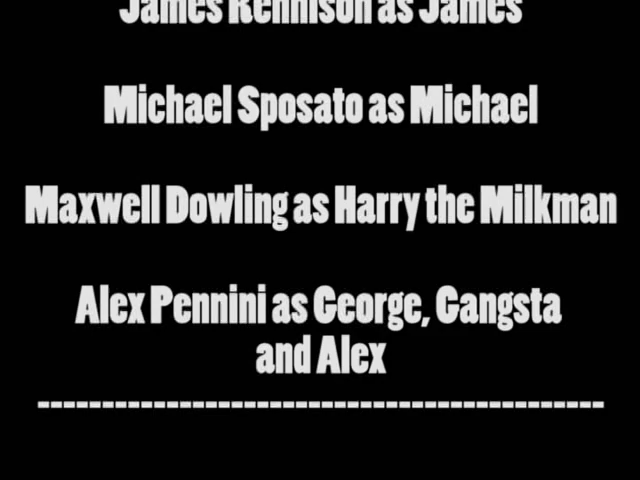 James Rennison as James
Michael Sposato as Michael
Maxwell Dowling as Harry the Milkman
Alex Pennini as George, Gangsta
and Alex
--------------------------------------------